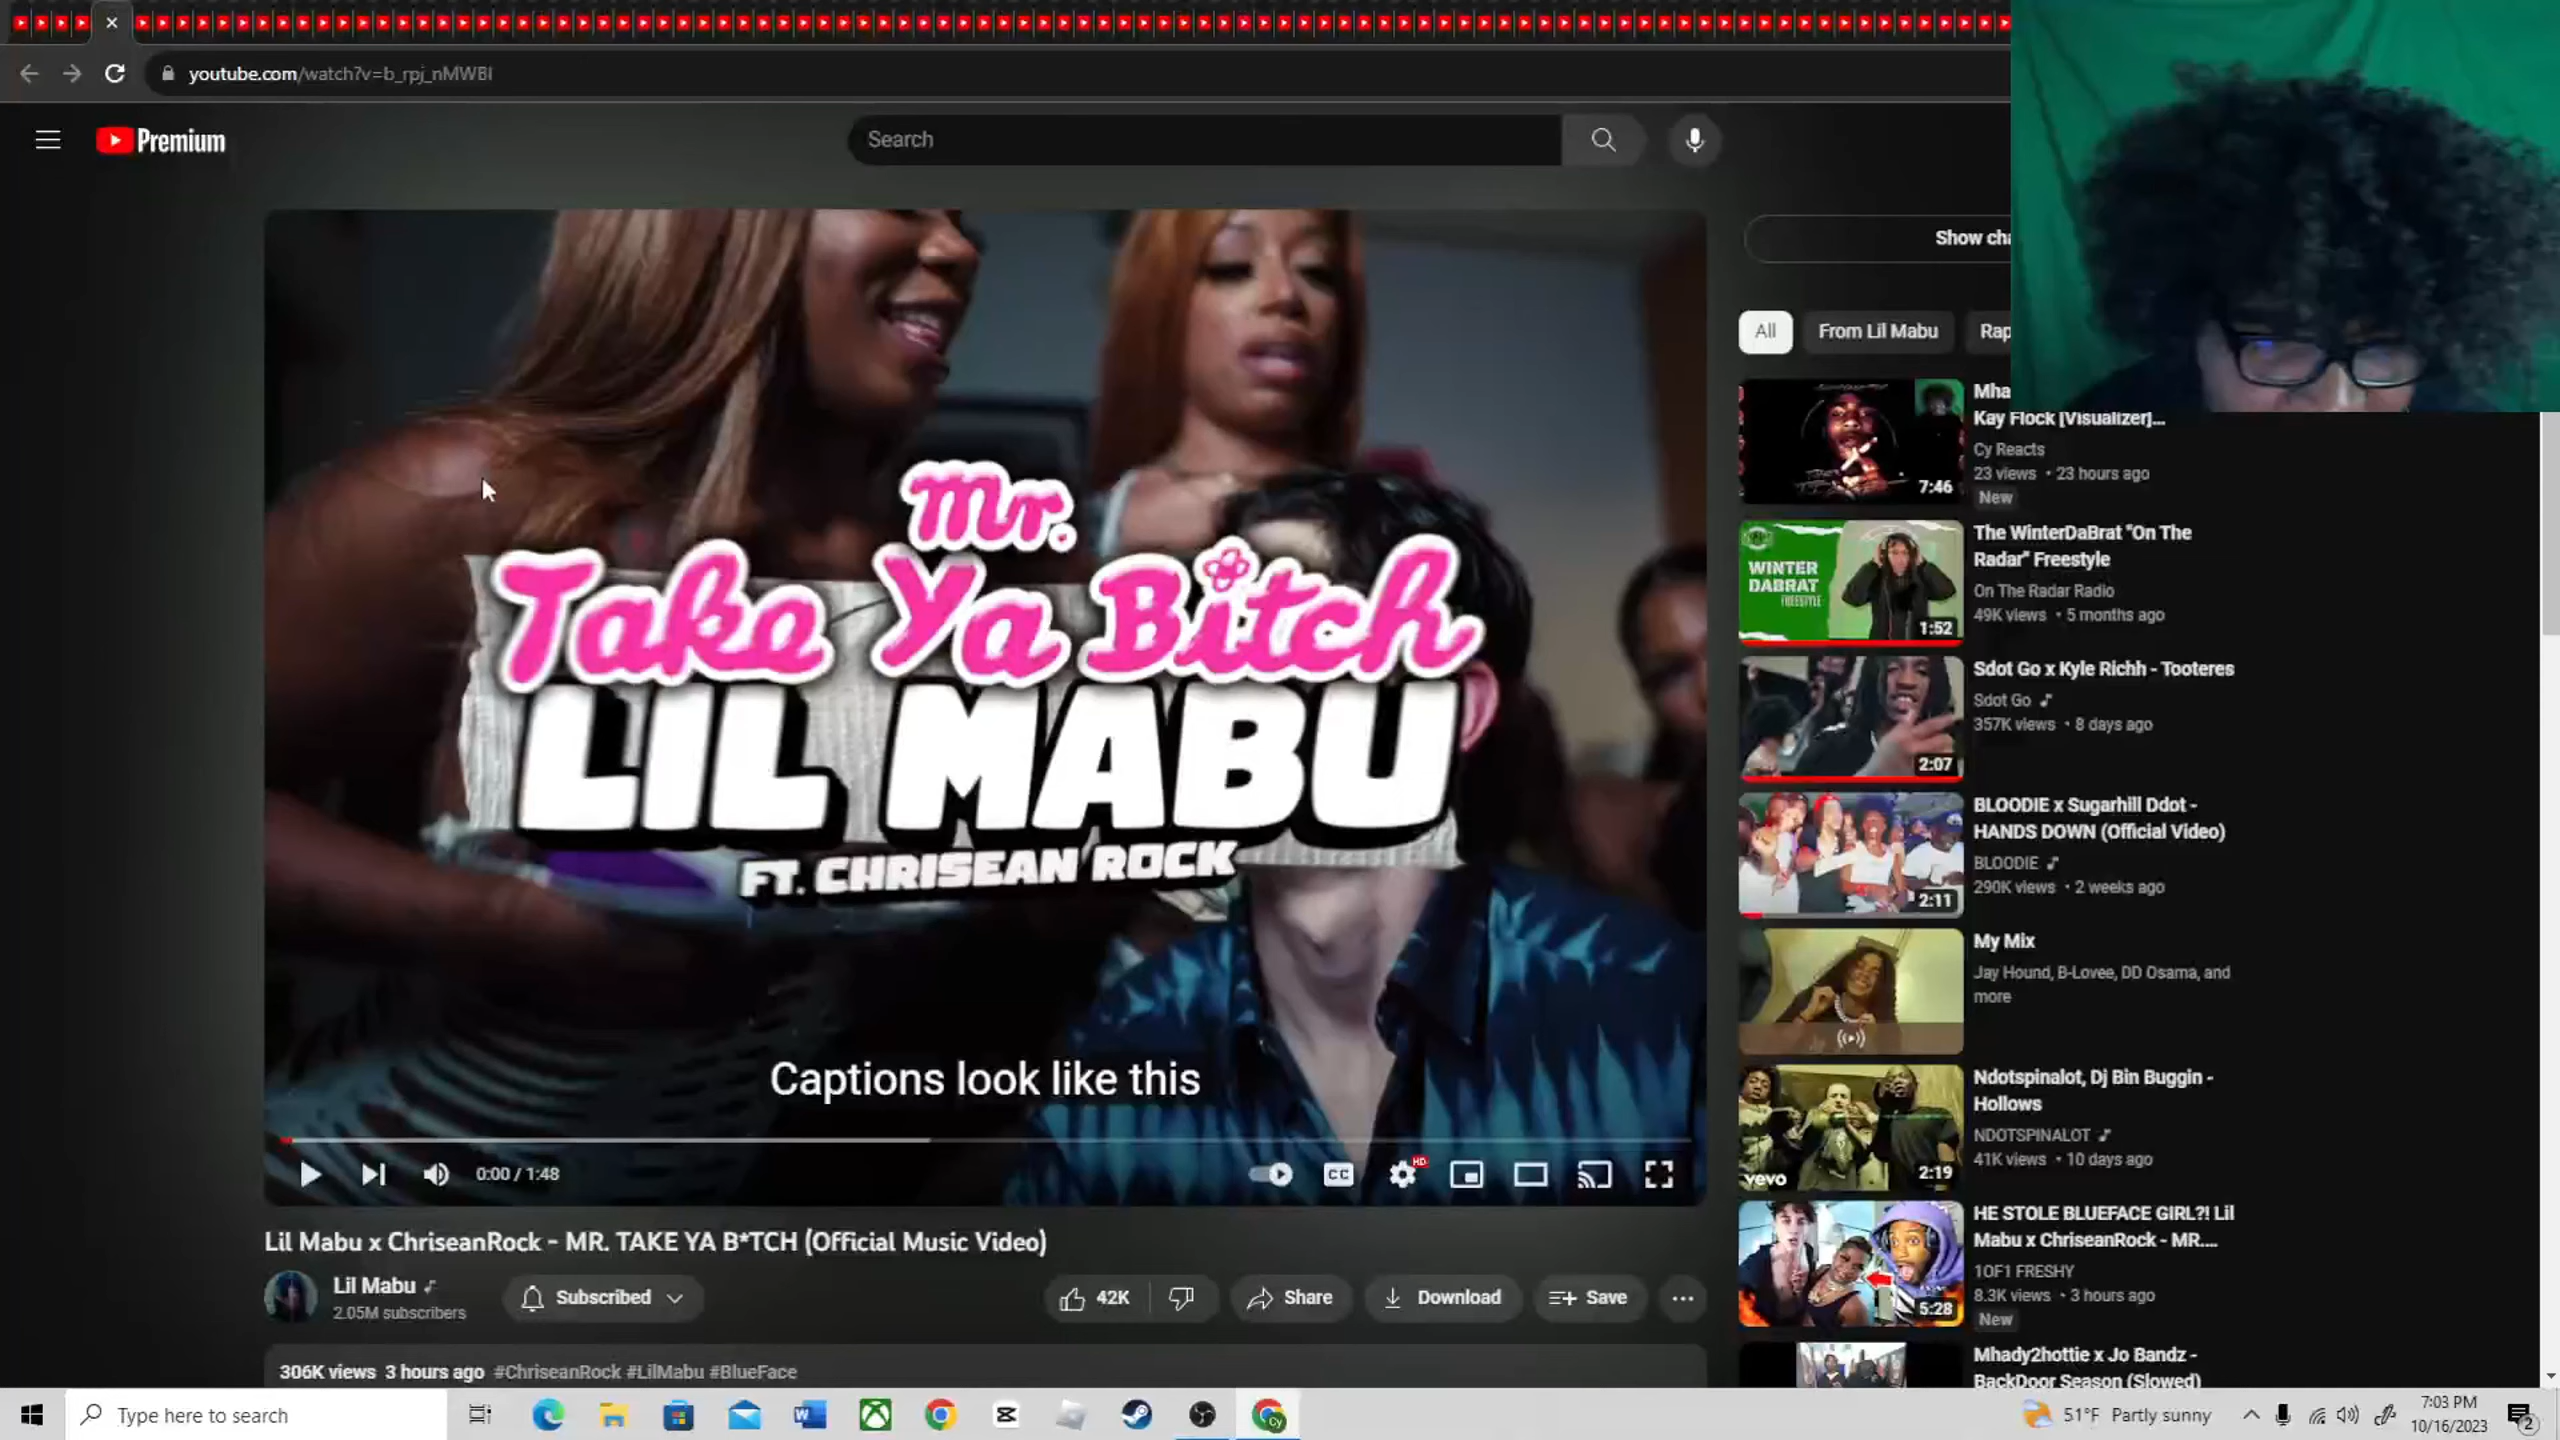 youtube.com/watch?v=b_rpj_nMWBI
Premium
Search
Show cha
Mr.
Take Ya Bitch
LIL MABU
FT. CHRISEAN ROCK
Captions look like this
0:00 / 1:48
CC
HD
Lil Mabu x ChriseanRock - MR. TAKE YA B*TCH (Official Music Video)
Lil Mabu
2.05M subscribers
Subscribed
42K
Share
Download
Save
306K views 3 hours ago #ChriseanRock #LilMabu #BlueFace
All
From Lil Mabu
Rap
Mha
Kay Flock [Visualizer]...
Cy Reacts
23 views • 23 hours ago
New
7:46
WINTER
DABRAT
FREESTYLE
1:52
The WinterDaBrat "On The
Radar" Freestyle
On The Radar Radio
49K views • 5 months ago
2:07
Sdot Go x Kyle Richh - Tooteres
Sdot Go
357K views • 8 days ago
2:11
BLOODIE x Sugarhill Ddot -
HANDS DOWN (Official Video)
BLOODIE
290K views • 2 weeks ago
My Mix
Jay Hound, B-Lovee, DD Osama, and
more
vevo
2:19
Ndotspinalot, Dj Bin Buggin -
Hollows
NDOTSPINALOT
41K views • 10 days ago
5:28
HE STOLE BLUEFACE GIRL?! Lil
Mabu x ChriseanRock - MR....
1OF1 FRESHY
8.3K views • 3 hours ago
New
Mhady2hottie x Jo Bandz -
BackDoor Season (Slowed)
Type here to search
Cy
51°F Partly sunny
7:03 PM
10/16/2023
2